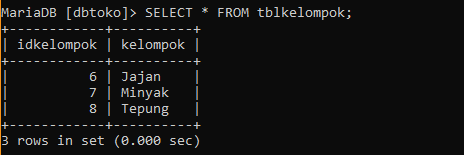 MariaDB [dbtoko]> SELECT * FROM tblkelompok;
+------------+----------+
| idkelompok | kelompok |
+------------+----------+
|          6 | Jajan    |
|          7 | Minyak   |
|          8 | Tepung   |
+------------+----------+
3 rows in set (0.000 sec)